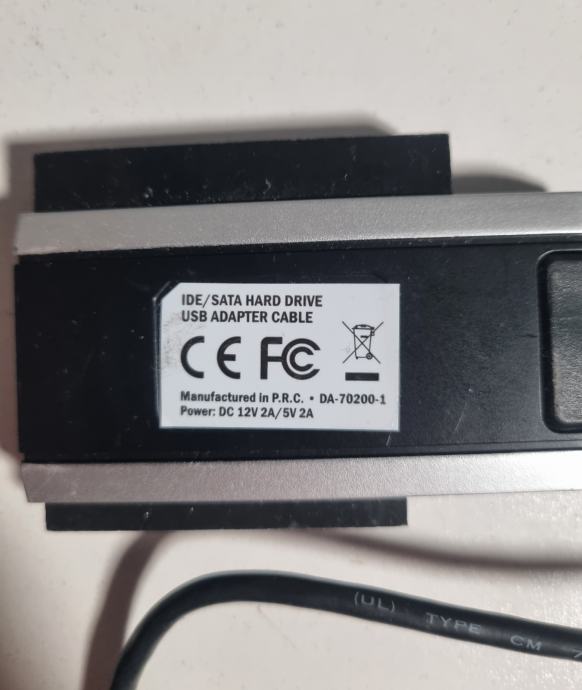 IDE/SATA HARD DRIVE
USB ADAPTER CABLE
CE FC
Manufactured in P.R.C. • DA-70200-1
Power: DC 12V 2A/5V 2A
(UL) TYPE CM